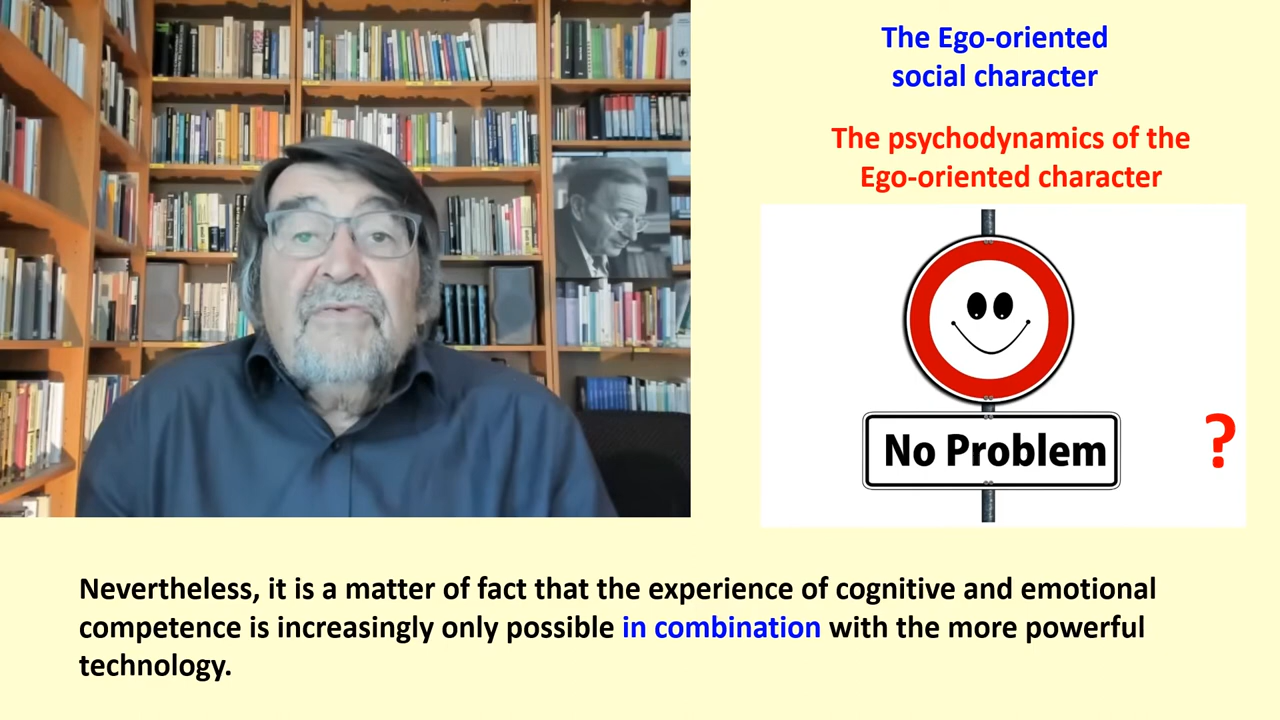 The Ego-oriented
social character
The psychodynamics of the
Ego-oriented character
No Problem
?
Nevertheless, it is a matter of fact that the experience of cognitive and emotional
competence is increasingly only possible in combination with the more powerful
technology.